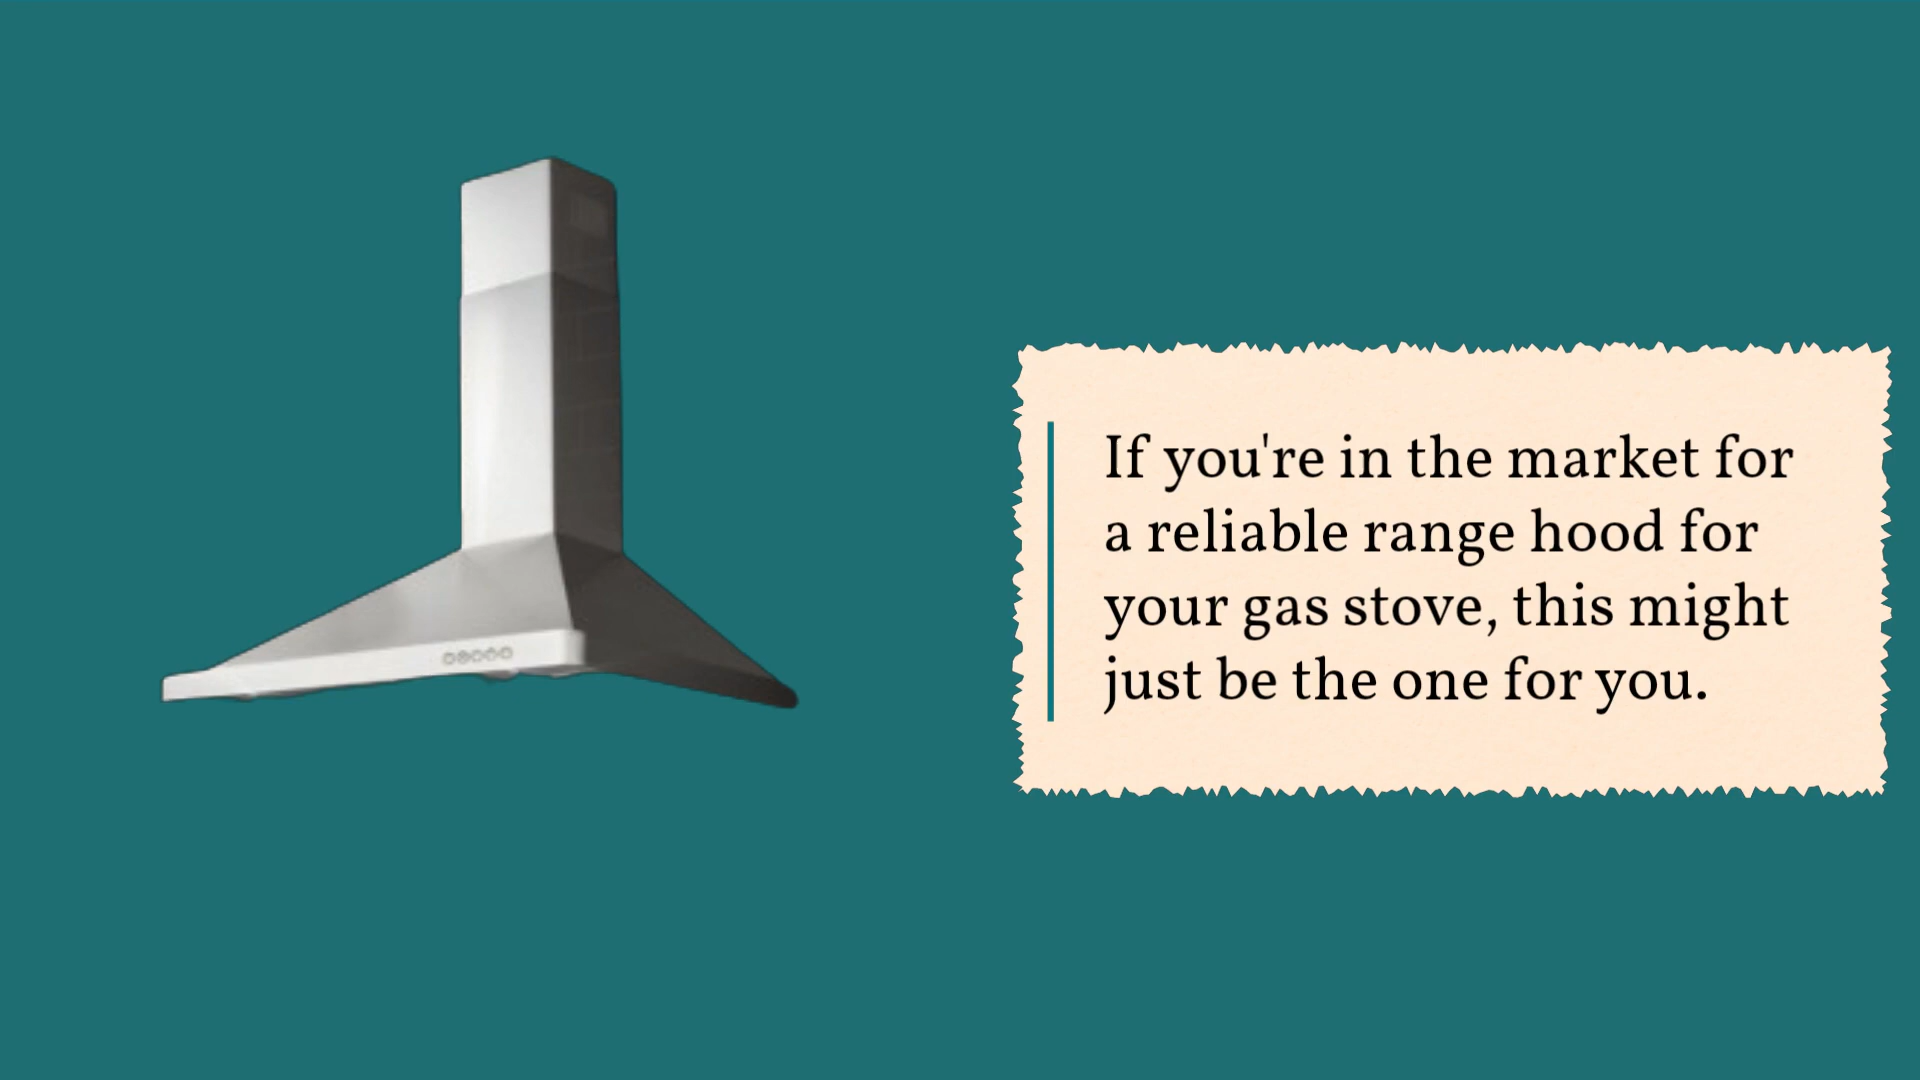 If you're in the market for
a reliable range hood for
your gas stove, this might
just be the one for you.